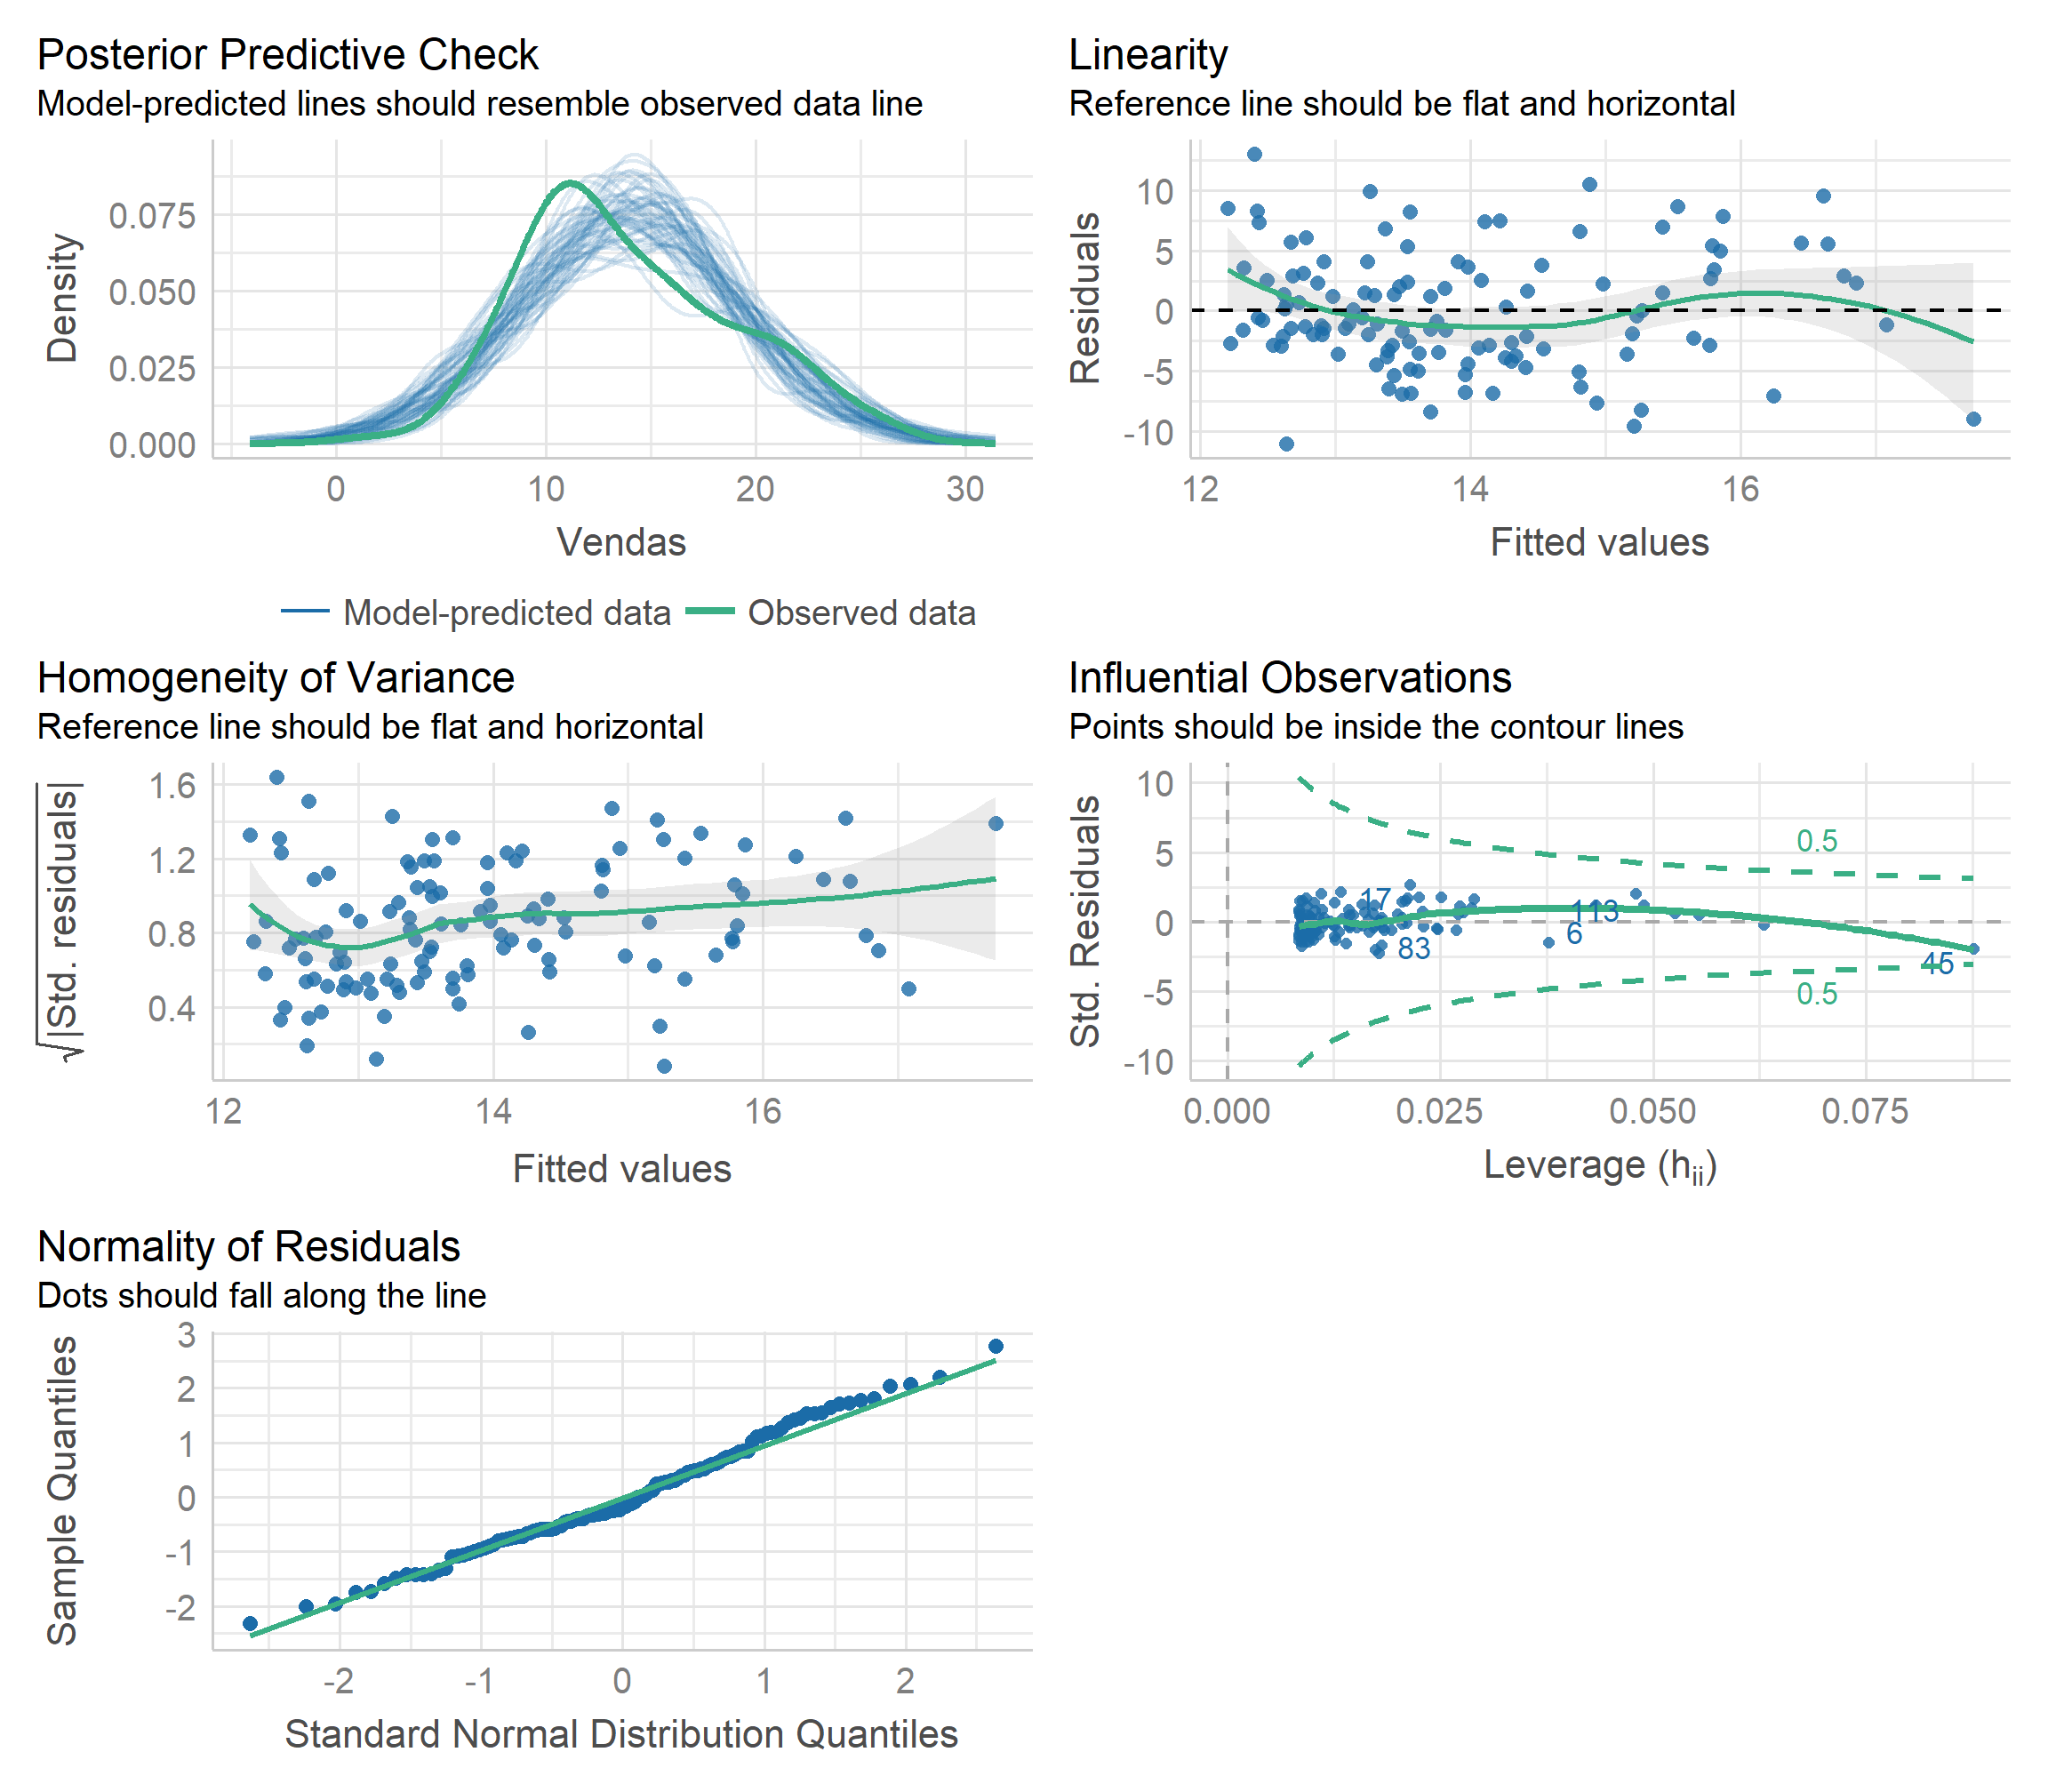 Posterior Predictive Check
Model-predicted lines should resemble observed data line
Density
0.075
0.050
0.025
0.000
0 10 20 30
Vendas
Model-predicted data Observed data
Linearity
Reference line should be flat and horizontal
Residuals
10
5
0
-5
-10
12 14 16
Fitted values
Homogeneity of Variance
Reference line should be flat and horizontal
√|Std. residuals|
1.6
1.2
0.8
0.4
12 14 16
Fitted values
Influential Observations
Points should be inside the contour lines
Std. Residuals
10
5
0
-5
-10
0.5
17
113
6
83
45
0.5
0.000 0.025 0.050 0.075
Leverage (hii)
Normality of Residuals
Dots should fall along the line
Sample Quantiles
3
2
1
0
-1
-2
-2 -1 0 1 2
Standard Normal Distribution Quantiles